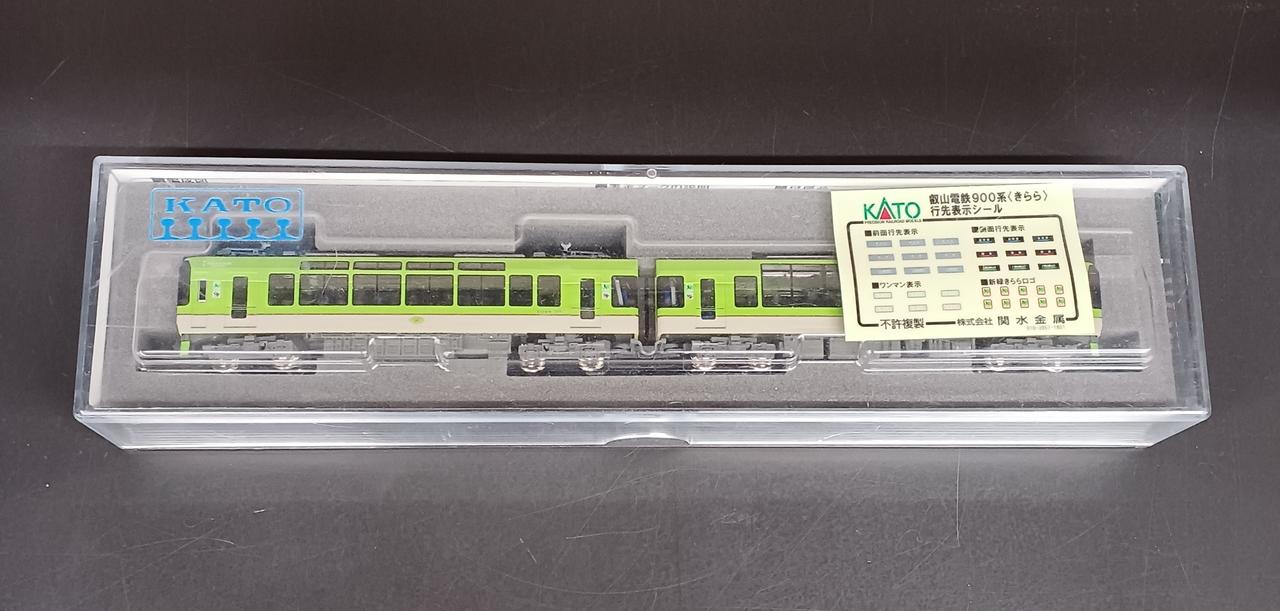 KATO
KATO
PRECISION RAILROAD MODELS
叡山電鉄900系〈きらら〉
行先表示シール
■前面行先表示
■側面行先表示
■ワンマン表示
■新緑きららロゴ
不許複製
株式会社 関水金属